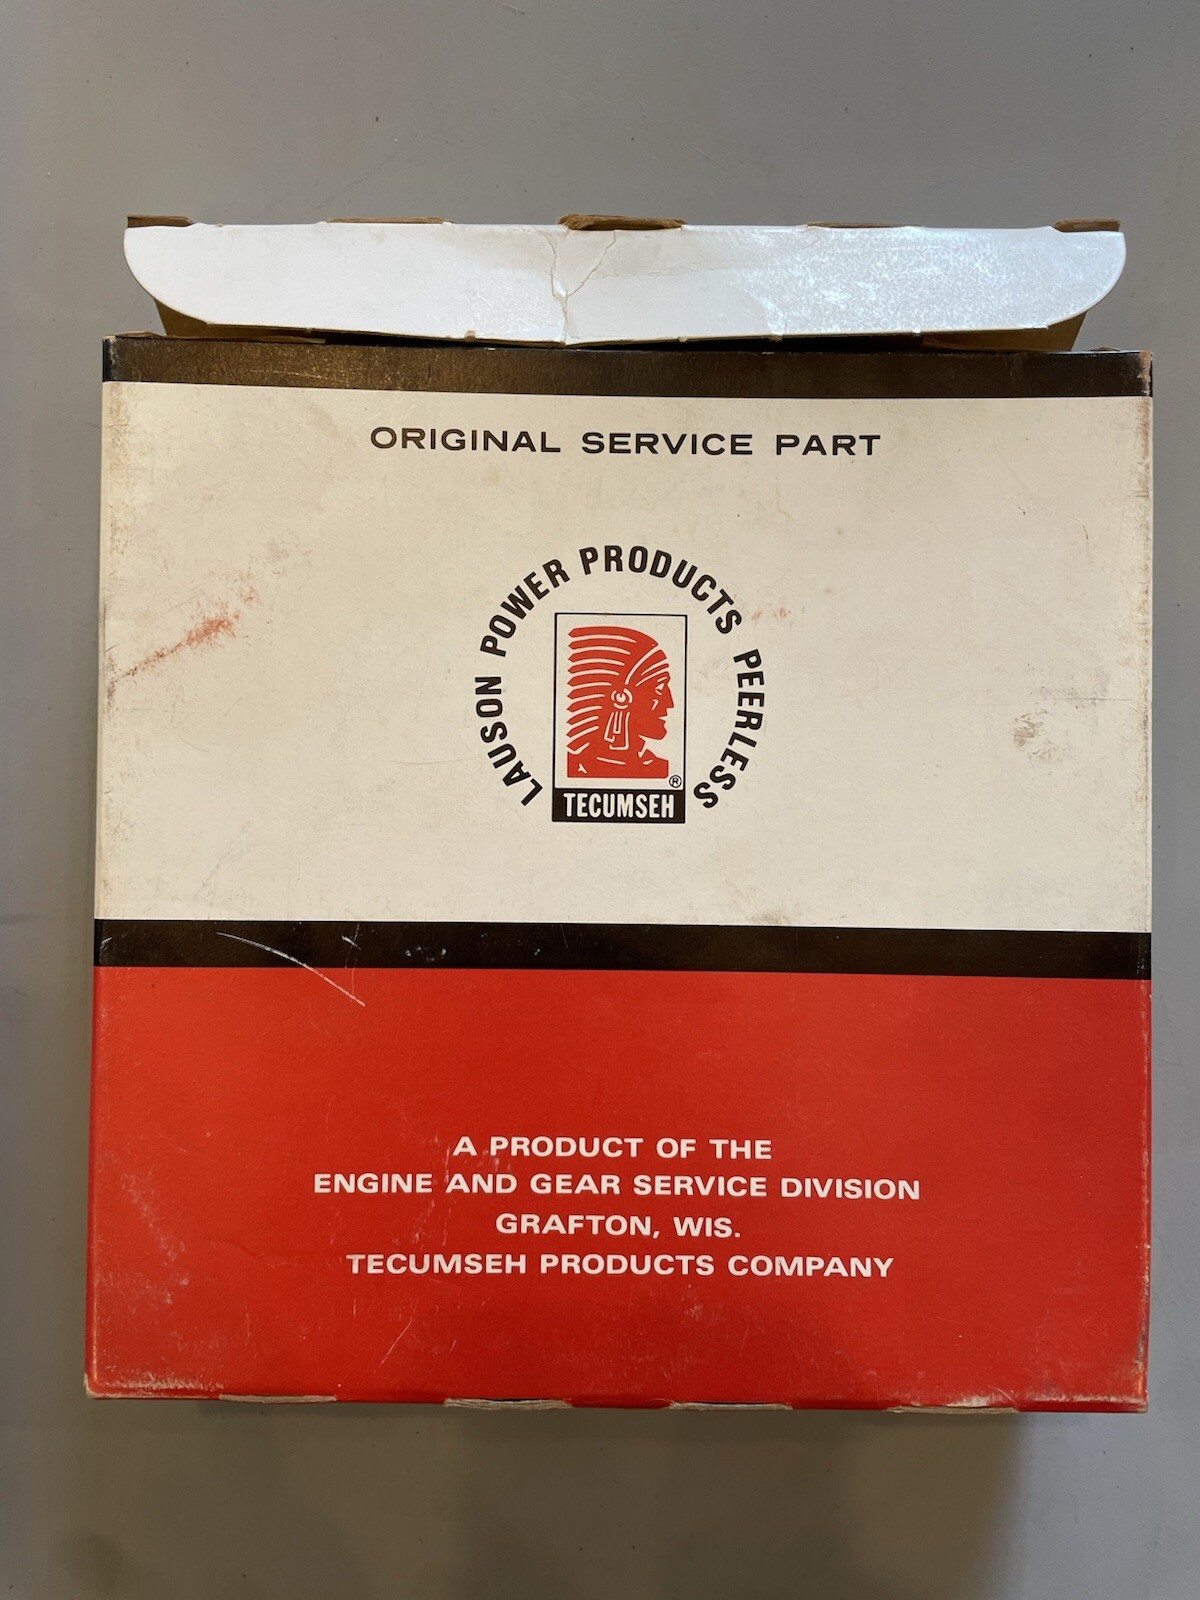 ORIGINAL SERVICE PART
LAUSON POWER PRODUCTS PEERLESS
®
TECUMSEH
A PRODUCT OF THE
ENGINE AND GEAR SERVICE DIVISION
GRAFTON, WIS.
TECUMSEH PRODUCTS COMPANY